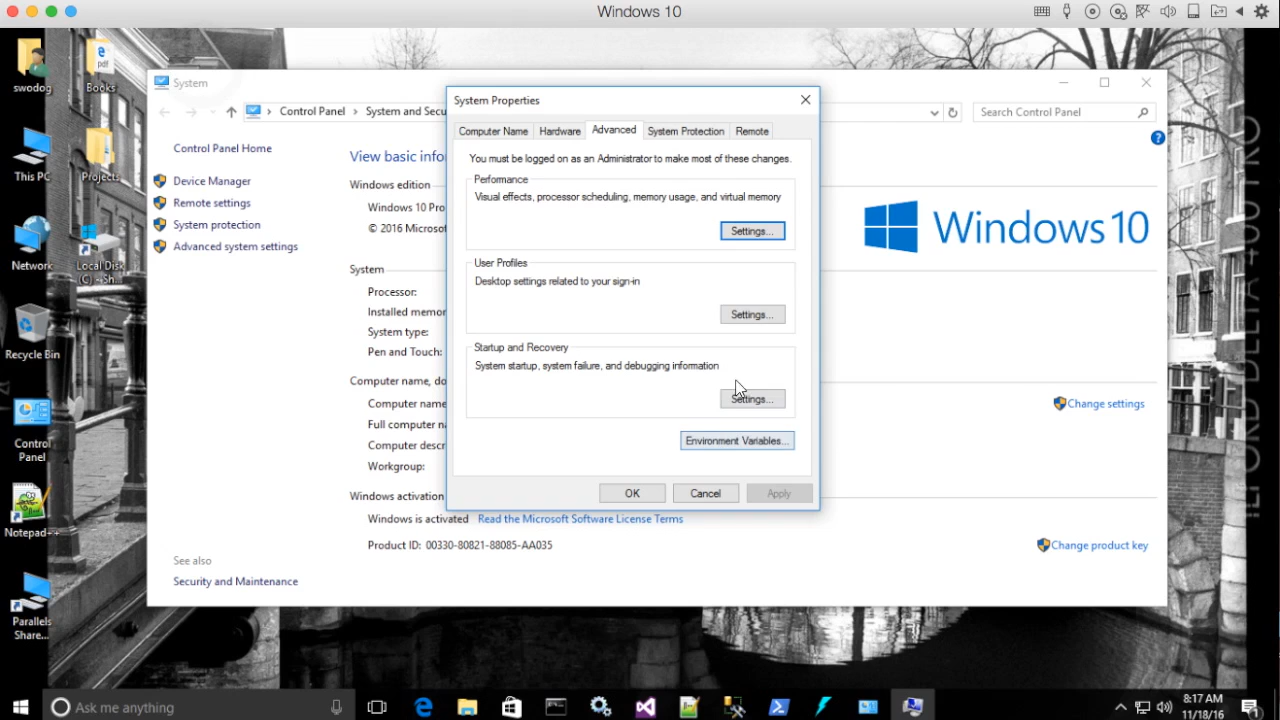 Windows 10
swodog
Books
This PC
Projects
Network
Local Disk
(C) ~ Sh...
Recycle Bin
Control
Panel
Notepad++
Parallels
Share...
System
Control Panel
System and Secu
Search Control Panel
Control Panel Home
Device Manager
Remote settings
System protection
Advanced system settings
See also
Security and Maintenance
View basic info
Windows edition
Windows 10 Pro
© 2016 Microsof
System
Processor:
Installed memor
System type:
Pen and Touch:
Computer name, do
Computer name
Full computer na
Computer descr
Workgroup:
Windows activation
Windows is activated Read the Microsoft Software License Terms
Product ID: 00330-80821-88085-AA035
Windows 10
Change settings
Change product key
System Properties
Computer Name Hardware Advanced System Protection Remote
You must be logged on as an Administrator to make most of these changes.
Performance
Visual effects, processor scheduling, memory usage, and virtual memory
Settings...
User Profiles
Desktop settings related to your sign-in
Settings...
Startup and Recovery
System startup, system failure, and debugging information
Settings...
Environment Variables...
OK Cancel Apply
Ask me anything
8:17 AM
11/18/16